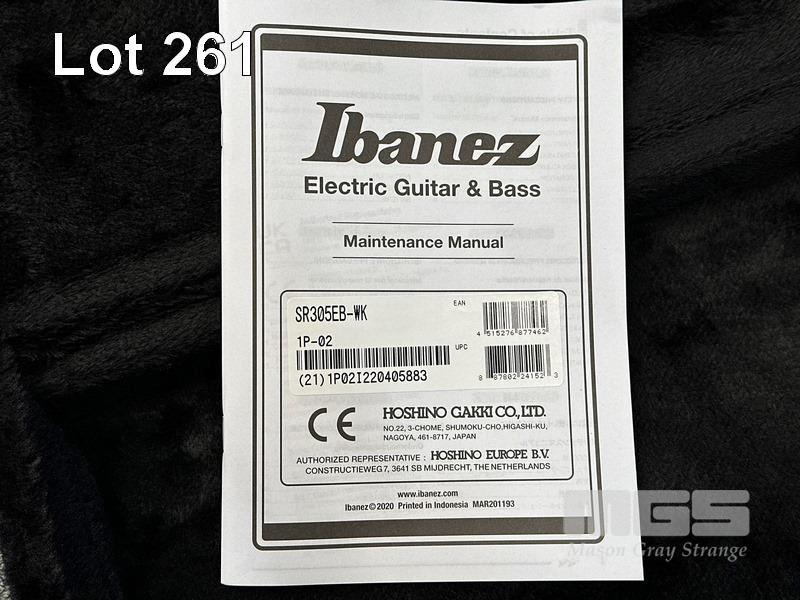 Lot 261
Ibanez
Electric Guitar & Bass
Maintenance Manual
SR305EB-WK
EAN
4 515276 877462
1P-02
UPC
(21)1P02I220405883
8 87802 24152 3
CE
HOSHINO GAKKI CO., LTD.
NO.22, 3-CHOME, SHUMOKU-CHO, HIGASHI-KU,
NAGOYA, 461-8717, JAPAN
AUTHORIZED REPRESENTATIVE : HOSHINO EUROPE B.V.
CONSTRUCTIEWEG 7, 3641 SB MIJDRECHT, THE NETHERLANDS
www.ibanez.com
Ibanez©2020 Printed in Indonesia MAR201193
MGS
Mason Gray Strange